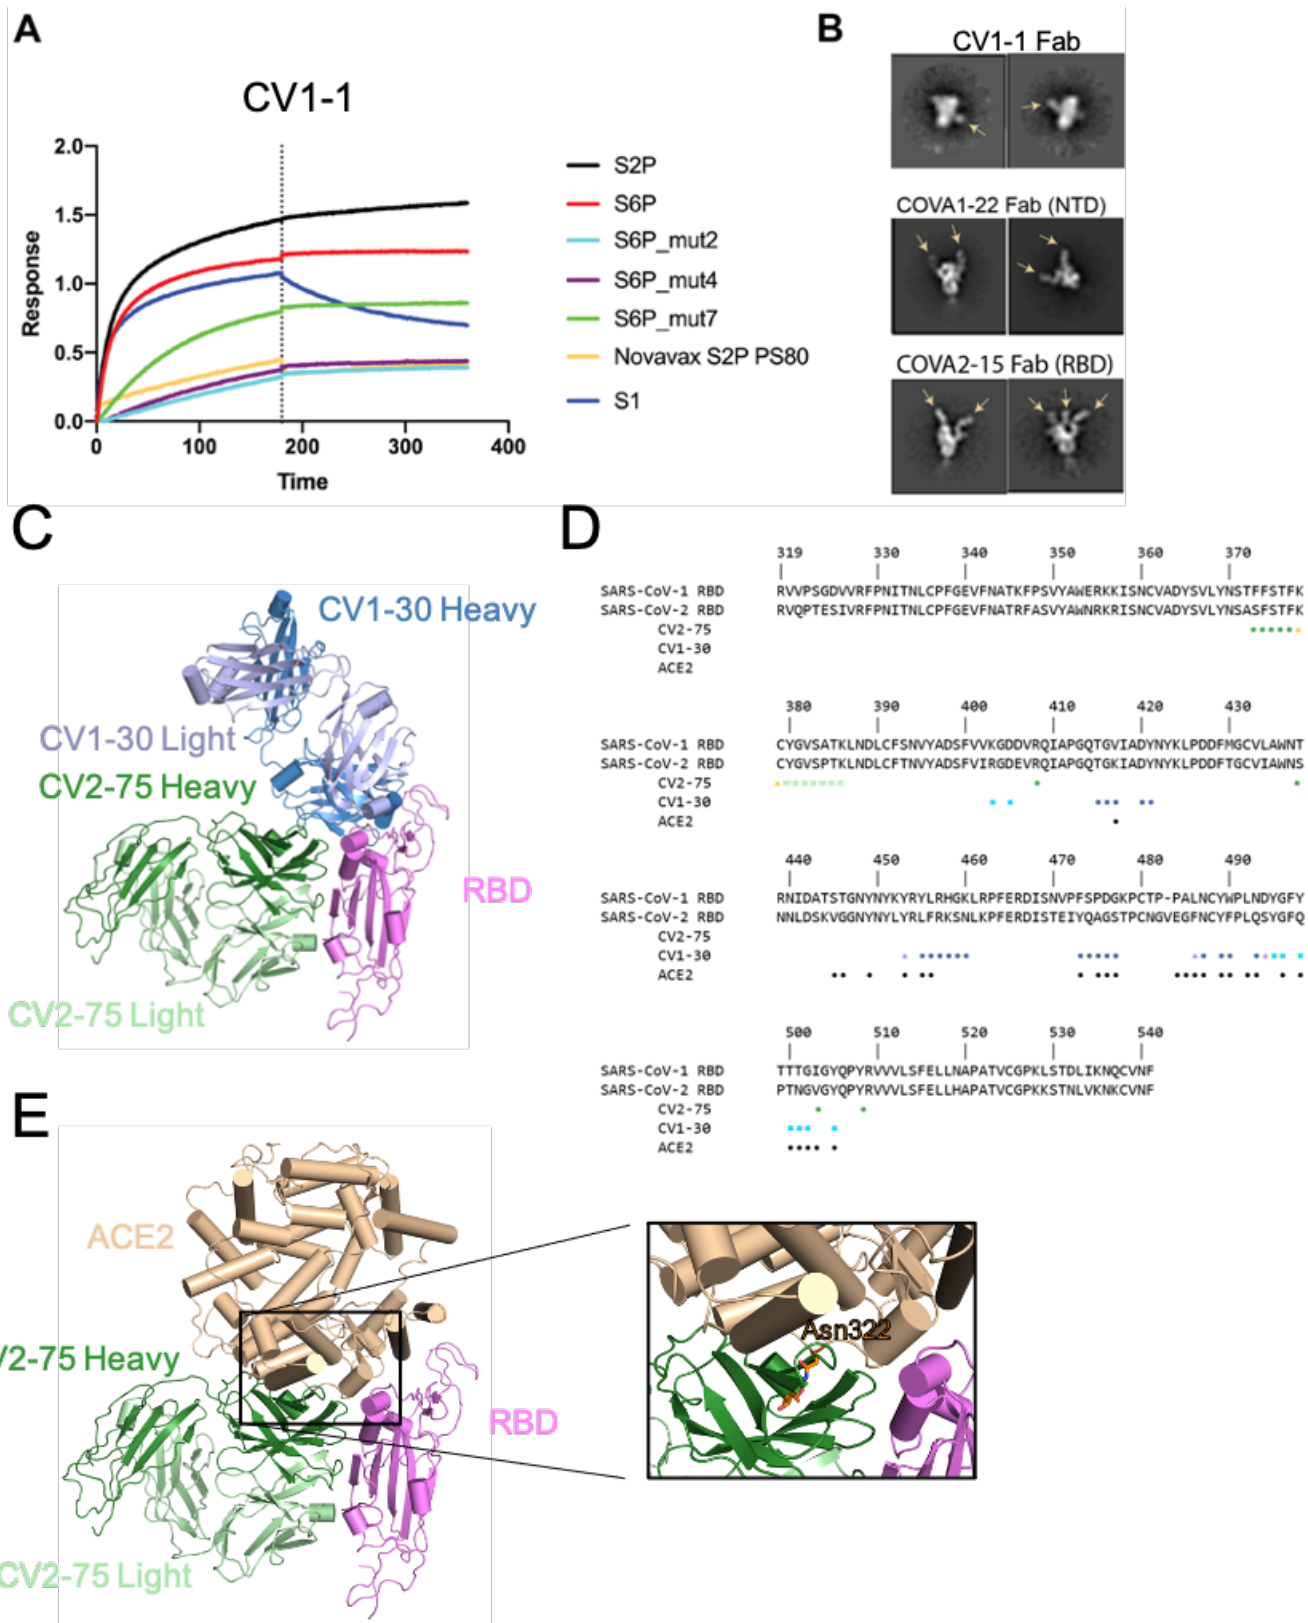 A
CV1-1
2.0
1.5
1.0
0.5
0.0
Response
0
100
200
300
400
Time
S2P
S6P
S6P_mut2
S6P_mut4
S6P_mut7
Novavax S2P PS80
S1
B
CV1-1 Fab
COVA1-22 Fab (NTD)
COVA2-15 Fab (RBD)
C
CV1-30 Heavy
CV1-30 Light
CV2-75 Heavy
RBD
CV2-75 Light
D
319 330 340 350 360 370
SARS-CoV-1 RBD RVVPSGDVVRFPNITNLCPFGEVFNATKFPSVYAWERKKISNCVADYSVLYNSTFFSTFK
SARS-CoV-2 RBD RVQPTESIVRFPNITNLCPFGEVFNATRFASVYAWNRKRISNCVADYSVLYNSASFSTFK
CV2-75
CV1-30
ACE2
380 390 400 410 420 430
SARS-CoV-1 RBD CYGVSATKLNDLCFSNVYADSFVVKGDDVRQIAPGQTGVIADYNYKLPDDFMGCVLAWNT
SARS-CoV-2 RBD CYGVSPTKLNDLCFTNVYADSFVIRGDEVRQIAPGQTGKIADYNYKLPDDFTGCVIAWNS
CV2-75
CV1-30
ACE2
440 450 460 470 480 490
SARS-CoV-1 RBD RNIDATSTGNYNYKYRYLRHGKLRPFERDISNVPFSPDGKPCTP-PALNCYWPLNDYGFY
SARS-CoV-2 RBD NNLDSKVGGNYNYLYRLFRKSNLKPFERDISTEIYQAGSTPCNGVEGFNCYFPLQSYGFQ
CV2-75
CV1-30
ACE2
500 510 520 530 540
SARS-CoV-1 RBD TTTGIGYQPYRVVVLSFELLNAPATVCGPKLSTDLIKNQCVNF
SARS-CoV-2 RBD PTNGVGYQPYRVVVLSFELLHAPATVCGPKKSTNLVKNKCVNF
CV2-75
CV1-30
ACE2
E
ACE2
V2-75 Heavy
RBD
CV2-75 Light
Asn322